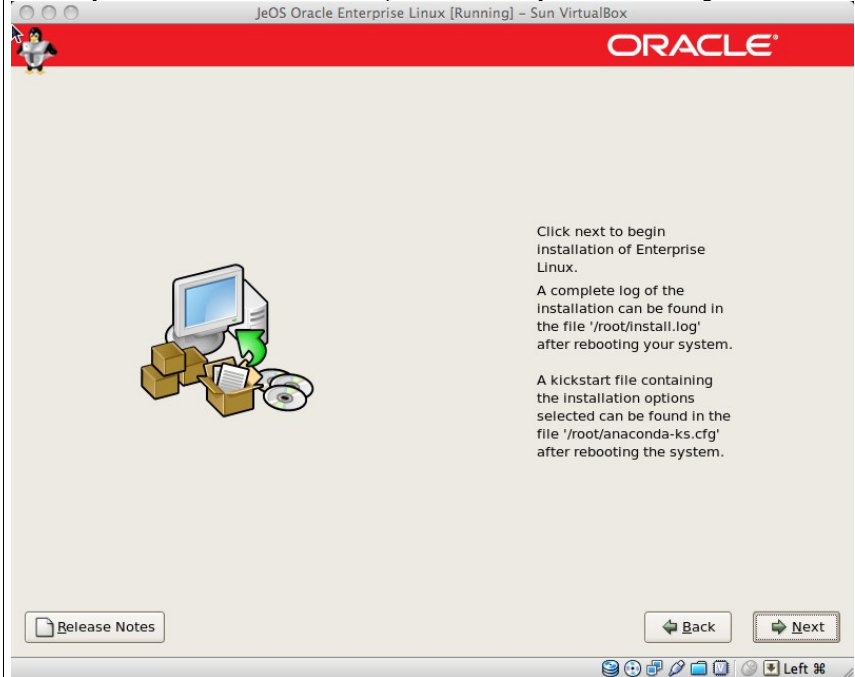 JeOS Oracle Enterprise Linux [Running] – Sun VirtualBox
ORACLE®
Click next to begin
installation of Enterprise
Linux.
A complete log of the
installation can be found in
the file '/root/install.log'
after rebooting your system.
A kickstart file containing
the installation options
selected can be found in the
file '/root/anaconda-ks.cfg'
after rebooting the system.
Release Notes
Back
Next
Left ⌘